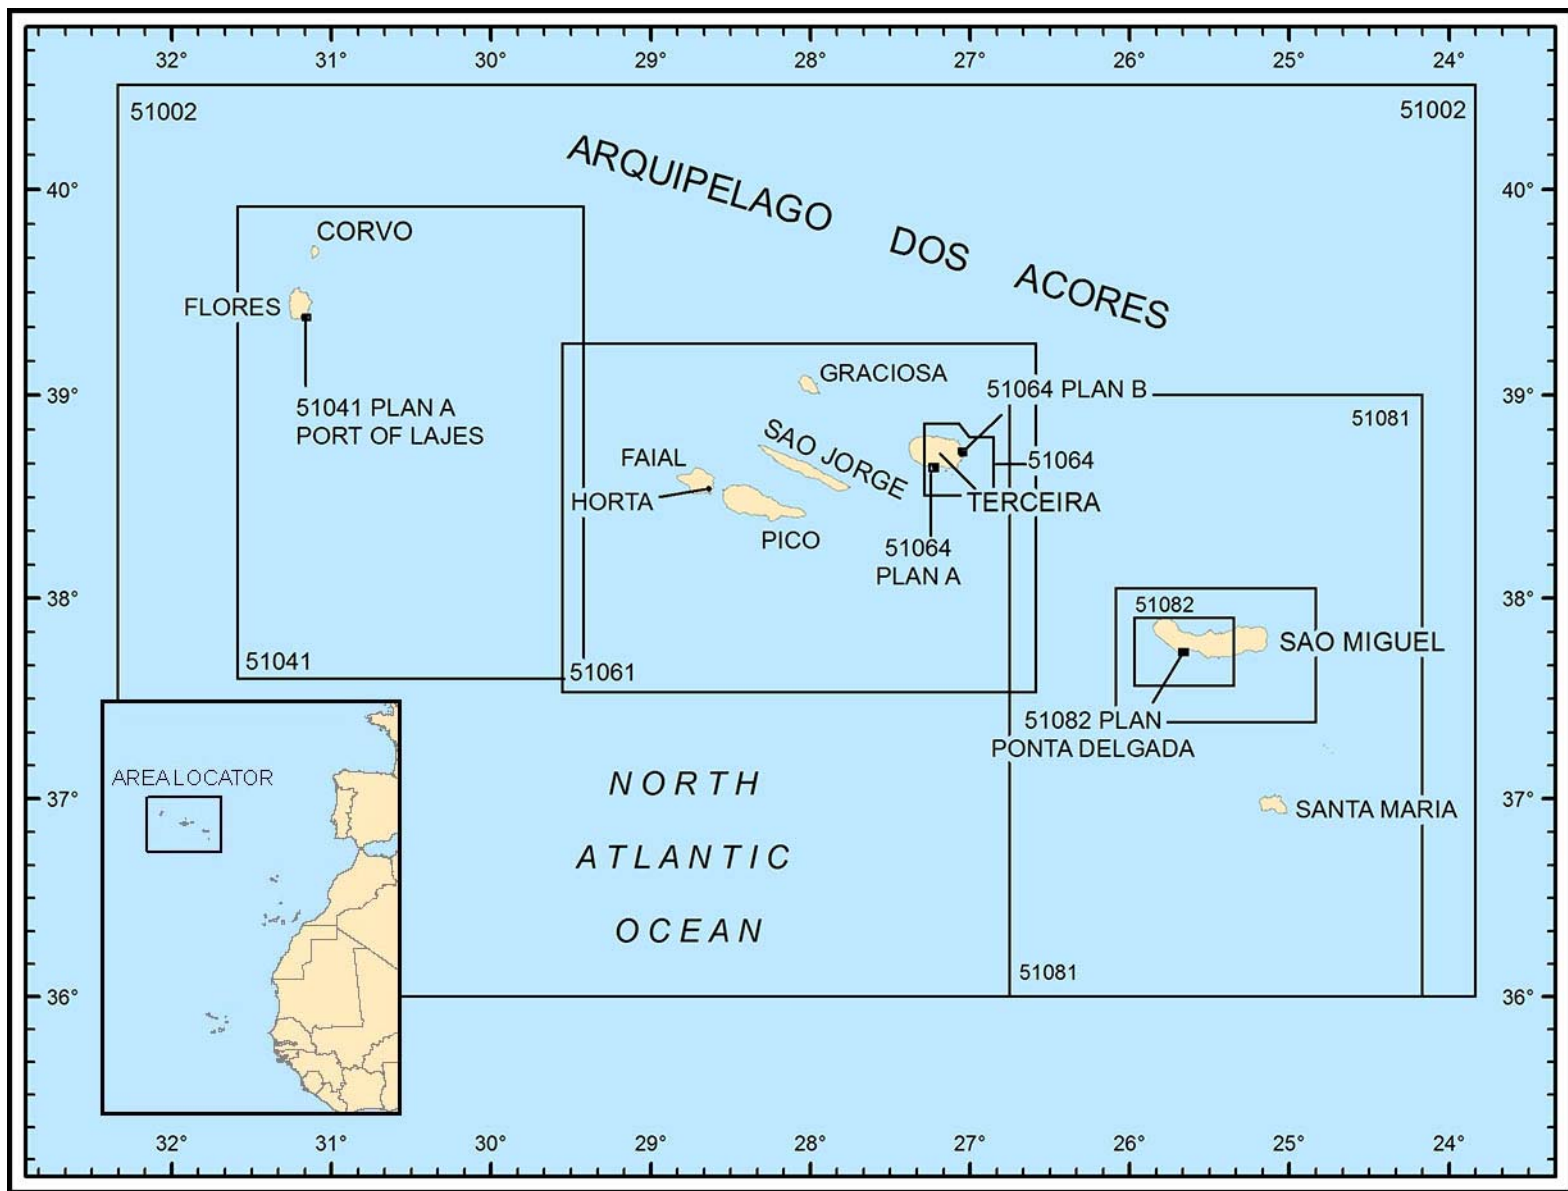 32° 31° 30° 29° 28° 27° 26° 25° 24°
51002 51002
ARQUIPELAGO DOS ACORES
40° 40°
CORVO
FLORES
GRACIOSA
51064 PLAN B
39° 39°
51041 PLAN A
PORT OF LAJES
51081
SAO JORGE
FAIAL
51064
HORTA
TERCEIRA
PICO
51064
PLAN A
38° 38°
51082
SAO MIGUEL
51041
51061
51082 PLAN
PONTA DELGADA
AREA LOCATOR
NORTH
ATLANTIC
OCEAN
37° 37°
SANTA MARIA
51081
36° 36°
32° 31° 30° 29° 28° 27° 26° 25° 24°